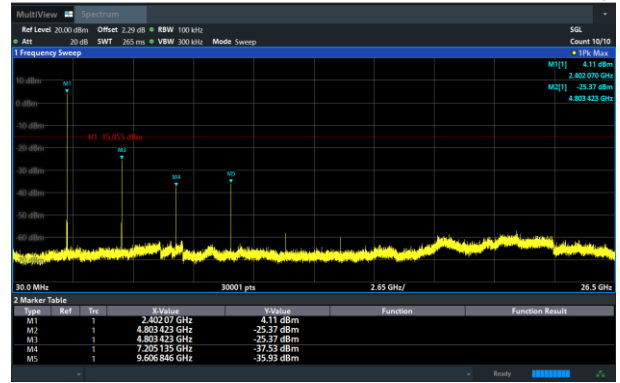 MultiView Spectrum
Ref Level 20.00 dBm Offset 2.29 dB RBW 100 kHz SGL
Att 20 dB SWT 265 ms VBW 300 kHz Mode Sweep Count 10/10
1 Frequency Sweep 1Pk Max
M1[1] 4.11 dBm
2.402 070 GHz
M2[1] -25.37 dBm
4.803 423 GHz
10 dBm
M1
0 dBm
-10 dBm
H1 15.055 dBm
-20 dBm
M2
-30 dBm
M4
M5
-40 dBm
-50 dBm
-60 dBm
30.0 MHz 30001 pts 2.65 GHz/ 26.5 GHz
2 Marker Table
Type Ref Trc X-Value Y-Value Function Function Result
M1 1 2.402 07 GHz 4.11 dBm
M2 1 4.803 423 GHz -25.37 dBm
M3 1 4.803 423 GHz -25.37 dBm
M4 1 7.205 135 GHz -37.53 dBm
M5 1 9.606 846 GHz -35.93 dBm
Ready